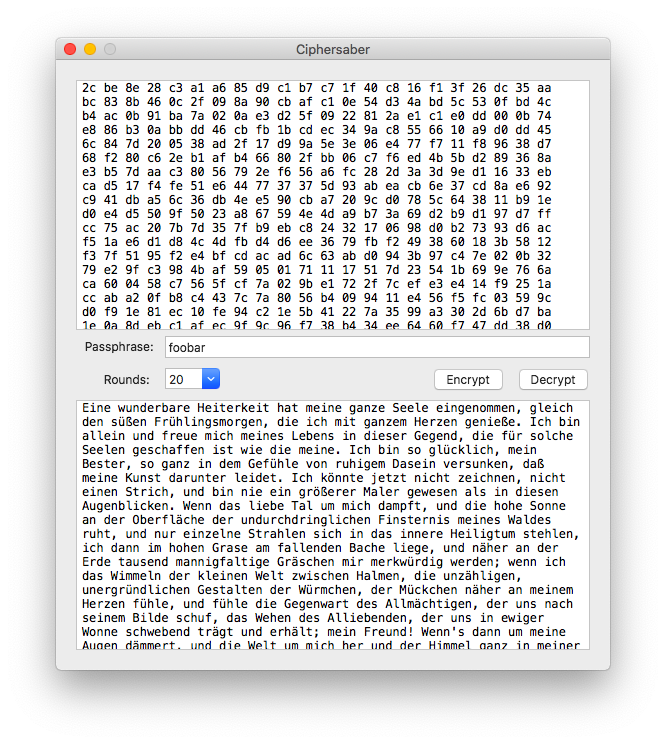 Ciphersaber
2c be 8e 28 c3 a1 a6 85 d9 c1 b7 c7 1f 40 c8 16 f1 3f 26 dc 35 aa
bc 83 8b 46 0c 2f 09 8a 90 cb af c1 0e 54 d3 4a bd 5c 53 0f bd 4c
b4 ac 0b 91 ba 7a 02 0a e3 d2 5f 09 22 81 2a e1 c1 e0 dd 00 0b 74
e8 86 b3 0a bb dd 46 cb fb 1b cd ec 34 9a c8 55 66 10 a9 d0 dd 45
6c 84 7d 20 05 38 ad 2f 17 d9 9a 5e 3e 06 e4 77 f7 11 f8 96 38 d7
68 f2 80 c6 2e b1 af b4 66 80 2f bb 06 c7 f6 ed 4b 5b d2 89 36 8a
e3 b5 7d aa c3 80 56 79 2e f6 56 a6 fc 28 2d 3a 3d 9e d1 16 33 eb
ca d5 17 f4 fe 51 e6 44 77 37 37 5d 93 ab ea cb 6e 37 cd 8a e6 92
c9 41 db a5 6c 36 db 4e e5 90 cb a7 20 9c d0 78 5c 64 38 11 b9 1e
d0 e4 d5 50 9f 50 23 a8 67 59 4e 4d a9 b7 3a 69 d2 b9 d1 97 d7 ff
cc 75 ac 20 7b 7d 35 7f b9 eb c8 24 32 17 06 98 d0 b2 73 93 d6 ac
f5 1a e6 d1 d8 4c 4d fb d4 d6 ee 36 79 fb f2 49 38 60 18 3b 58 12
f3 7f 51 95 f2 e4 bf cd ac ad 6c 63 ab d0 94 3b 97 c4 7e 02 0b 32
79 e2 9f c3 98 4b af 59 05 01 71 11 17 51 7d 23 54 1b 69 9e 76 6a
ca 60 04 58 c7 56 5f cf 7a 02 9b e1 72 2f 7c ef e3 e4 14 f9 25 1a
cc ab a2 0f b8 c4 43 7c 7a 80 56 b4 09 94 11 e4 56 f5 fc 03 59 9c
d0 f9 1e 81 ec 10 fe 94 c2 1e 5b 41 22 7a 35 99 a3 30 2d 6b d7 ba
1e 0a 8d eb c1 af ec 9f 9c 96 f7 38 b4 34 ee 64 60 f7 47 dd 38 d0
Passphrase: foobar
Rounds: 20 Encrypt Decrypt
Eine wunderbare Heiterkeit hat meine ganze Seele eingenommen, gleich
den süßen Frühlingsmorgen, die ich mit ganzem Herzen genieße. Ich bin
allein und freue mich meines Lebens in dieser Gegend, die für solche
Seelen geschaffen ist wie die meine. Ich bin so glücklich, mein
Bester, so ganz in dem Gefühle von ruhigem Dasein versunken, daß
meine Kunst darunter leidet. Ich könnte jetzt nicht zeichnen, nicht
einen Strich, und bin nie ein größerer Maler gewesen als in diesen
Augenblicken. Wenn das liebe Tal um mich dampft, und die hohe Sonne
an der Oberfläche der undurchdringlichen Finsternis meines Waldes
ruht, und nur einzelne Strahlen sich in das innere Heiligtum stehlen,
ich dann im hohen Grase am fallenden Bache liege, und näher an der
Erde tausend mannigfaltige Gräschen mir merkwürdig werden; wenn ich
das Wimmeln der kleinen Welt zwischen Halmen, die unzähligen,
unergründlichen Gestalten der Würmchen, der Mückchen näher an meinem
Herzen fühle, und fühle die Gegenwart des Allmächtigen, der uns nach
seinem Bilde schuf, das Wehen des Alliebenden, der uns in ewiger
Wonne schwebend trägt und erhält; mein Freund! Wenn's dann um meine
Augen dämmert, und die Welt um mich her und der Himmel ganz in meiner